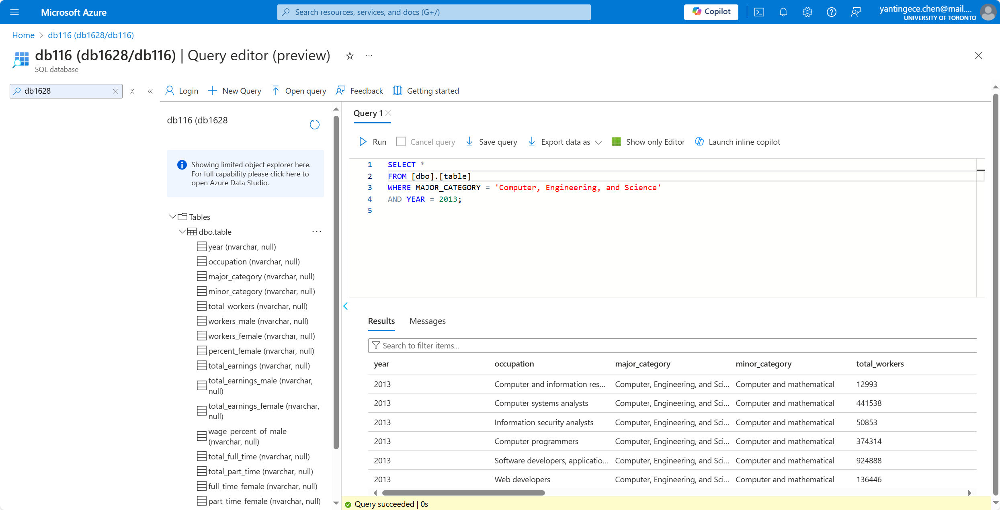 Microsoft Azure
Search resources, services, and docs (G+/)
Copilot
yantingece.chen@mail....
UNIVERSITY OF TORONTO
Home > db116 (db1628/db116)
db116 (db1628/db116) | Query editor (preview)
SQL database
db1628
Login
New Query
Open query
Feedback
Getting started
db116 (db1628
Showing limited object explorer here.
For full capability please click here to
open Azure Data Studio.
Tables
dbo.table
year (nvarchar, null)
occupation (nvarchar, null)
major_category (nvarchar, null)
minor_category (nvarchar, null)
total_workers (nvarchar, null)
workers_male (nvarchar, null)
workers_female (nvarchar, null)
percent_female (nvarchar, null)
total_earnings (nvarchar, null)
total_earnings_male (nvarchar,
null)
total_earnings_female (nvarchar,
null)
wage_percent_of_male
(nvarchar, null)
total_full_time (nvarchar, null)
total_part_time (nvarchar, null)
full_time_female (nvarchar, null)
part_time_female (nvarchar, null)
Query 1
Run
Cancel query
Save query
Export data as
Show only Editor
Launch inline copilot
1 SELECT *
2 FROM [dbo].[table]
3 WHERE MAJOR_CATEGORY = 'Computer, Engineering, and Science'
4 AND YEAR = 2013;
5
Results Messages
Search to filter items...
year occupation major_category minor_category total_workers
2013 Computer and information res... Computer, Engineering, and Sci... Computer and mathematical 12993
2013 Computer systems analysts Computer, Engineering, and Sci... Computer and mathematical 441538
2013 Information security analysts Computer, Engineering, and Sci... Computer and mathematical 50853
2013 Computer programmers Computer, Engineering, and Sci... Computer and mathematical 374314
2013 Software developers, applicatio... Computer, Engineering, and Sci... Computer and mathematical 924888
2013 Web developers Computer, Engineering, and Sci... Computer and mathematical 136446
Query succeeded | 0s